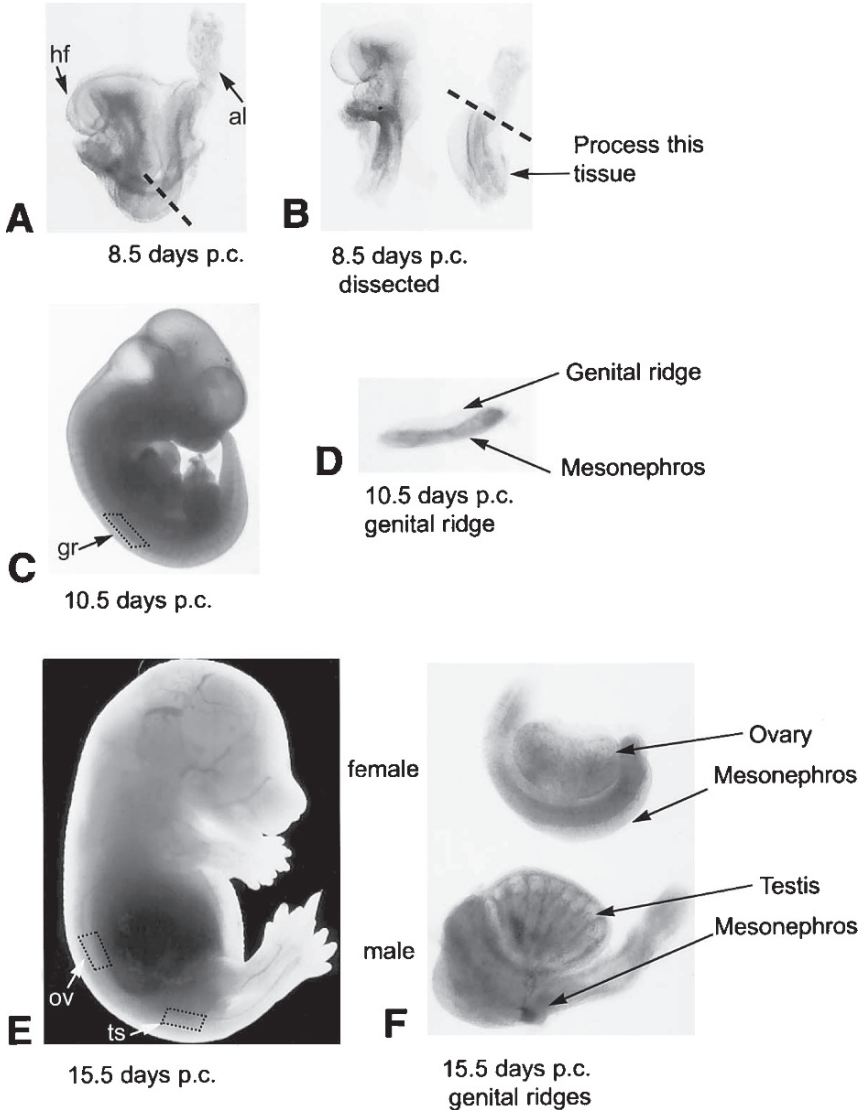 hf
al
A
8.5 days p.c.
B
8.5 days p.c.
dissected
Process this
tissue
C
gr
10.5 days p.c.
D
10.5 days p.c.
genital ridge
Genital ridge
Mesonephros
E
ov
ts
15.5 days p.c.
female
male
F
Ovary
Mesonephros
Testis
Mesonephros
15.5 days p.c.
genital ridges